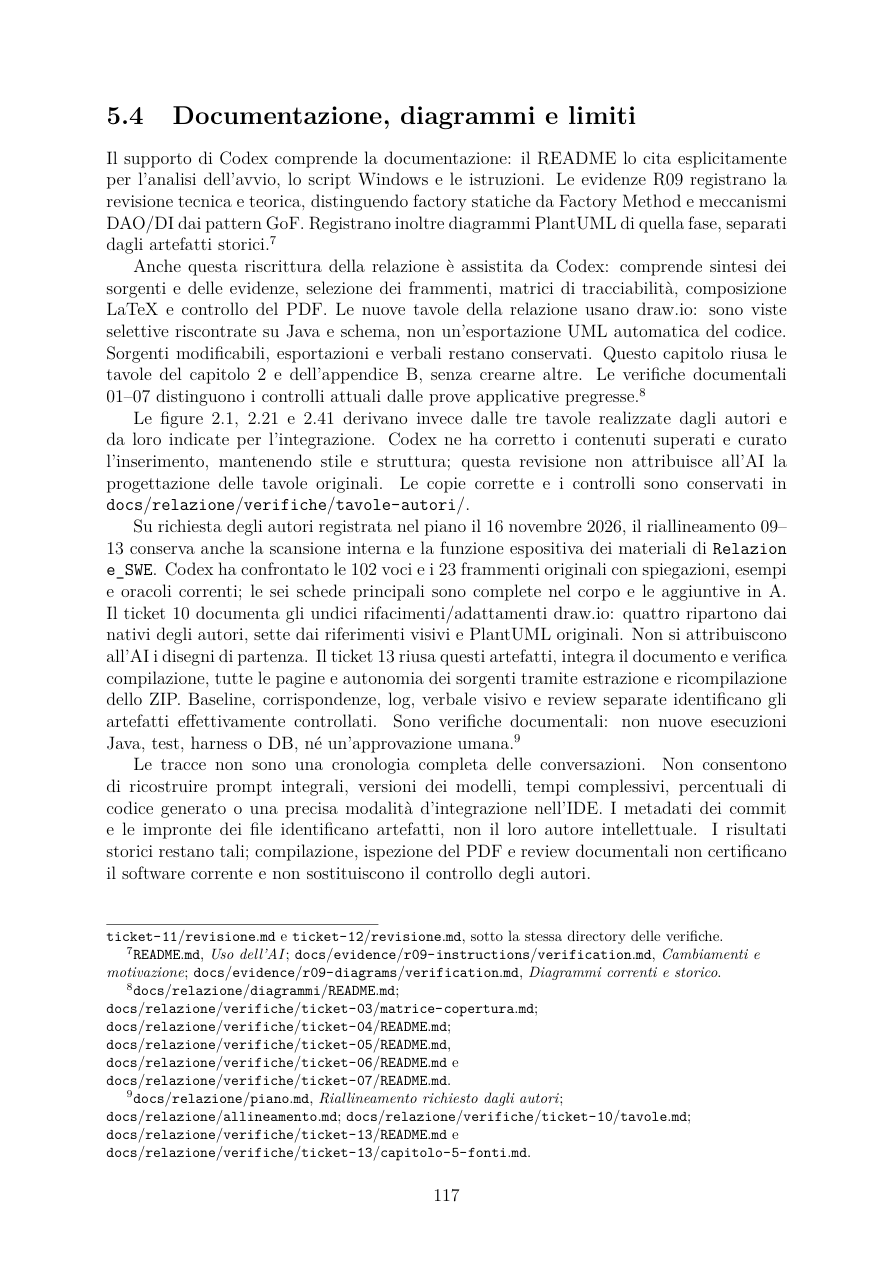 5.4 Documentazione, diagrammi e limiti
Il supporto di Codex comprende la documentazione: il README lo cita esplicitamente
per l'analisi dell'avvio, lo script Windows e le istruzioni. Le evidenze R09 registrano la
revisione tecnica e teorica, distinguendo factory statiche da Factory Method e meccanismi
DAO/DI dai pattern GoF. Registrano inoltre diagrammi PlantUML di quella fase, separati
dagli artefatti storici.7
Anche questa riscrittura della relazione è assistita da Codex: comprende sintesi dei
sorgenti e delle evidenze, selezione dei frammenti, matrici di tracciabilità, composizione
LaTeX e controllo del PDF. Le nuove tavole della relazione usano draw.io: sono viste
selettive riscontrate su Java e schema, non un'esportazione UML automatica del codice.
Sorgenti modificabili, esportazioni e verbali restano conservati. Questo capitolo riusa le
tavole del capitolo 2 e dell'appendice B, senza crearne altre. Le verifiche documentali
01–07 distinguono i controlli attuali dalle prove applicative pregresse.8
Le figure 2.1, 2.21 e 2.41 derivano invece dalle tre tavole realizzate dagli autori e
da loro indicate per l'integrazione. Codex ne ha corretto i contenuti superati e curato
l'inserimento, mantenendo stile e struttura; questa revisione non attribuisce all'AI la
progettazione delle tavole originali. Le copie corrette e i controlli sono conservati in
docs/relazione/verifiche/tavole-autori/.
Su richiesta degli autori registrata nel piano il 16 novembre 2026, il riallineamento 09–
13 conserva anche la scansione interna e la funzione espositiva dei materiali di Relazion
e_SWE. Codex ha confrontato le 102 voci e i 23 frammenti originali con spiegazioni, esempi
e oracoli correnti; le sei schede principali sono complete nel corpo e le aggiuntive in A.
Il ticket 10 documenta gli undici rifacimenti/adattamenti draw.io: quattro ripartono dai
nativi degli autori, sette dai riferimenti visivi e PlantUML originali. Non si attribuiscono
all'AI i disegni di partenza. Il ticket 13 riusa questi artefatti, integra il documento e verifica
compilazione, tutte le pagine e autonomia dei sorgenti tramite estrazione e ricompilazione
dello ZIP. Baseline, corrispondenze, log, verbale visivo e review separate identificano gli
artefatti effettivamente controllati. Sono verifiche documentali: non nuove esecuzioni
Java, test, harness o DB, né un'approvazione umana.9
Le tracce non sono una cronologia completa delle conversazioni. Non consentono
di ricostruire prompt integrali, versioni dei modelli, tempi complessivi, percentuali di
codice generato o una precisa modalità d'integrazione nell'IDE. I metadati dei commit
e le impronte dei file identificano artefatti, non il loro autore intellettuale. I risultati
storici restano tali; compilazione, ispezione del PDF e review documentali non certificano
il software corrente e non sostituiscono il controllo degli autori.
ticket-11/revisione.md e ticket-12/revisione.md, sotto la stessa directory delle verifiche.
7README.md, Uso dell'AI; docs/evidence/r09-instructions/verification.md, Cambiamenti e
motivazione; docs/evidence/r09-diagrams/verification.md, Diagrammi correnti e storico.
8docs/relazione/diagrammi/README.md;
docs/relazione/verifiche/ticket-03/matrice-copertura.md;
docs/relazione/verifiche/ticket-04/README.md;
docs/relazione/verifiche/ticket-05/README.md,
docs/relazione/verifiche/ticket-06/README.md e
docs/relazione/verifiche/ticket-07/README.md.
9docs/relazione/piano.md, Riallineamento richiesto dagli autori;
docs/relazione/allineamento.md; docs/relazione/verifiche/ticket-10/tavole.md;
docs/relazione/verifiche/ticket-13/README.md e
docs/relazione/verifiche/ticket-13/capitolo-5-fonti.md.
117